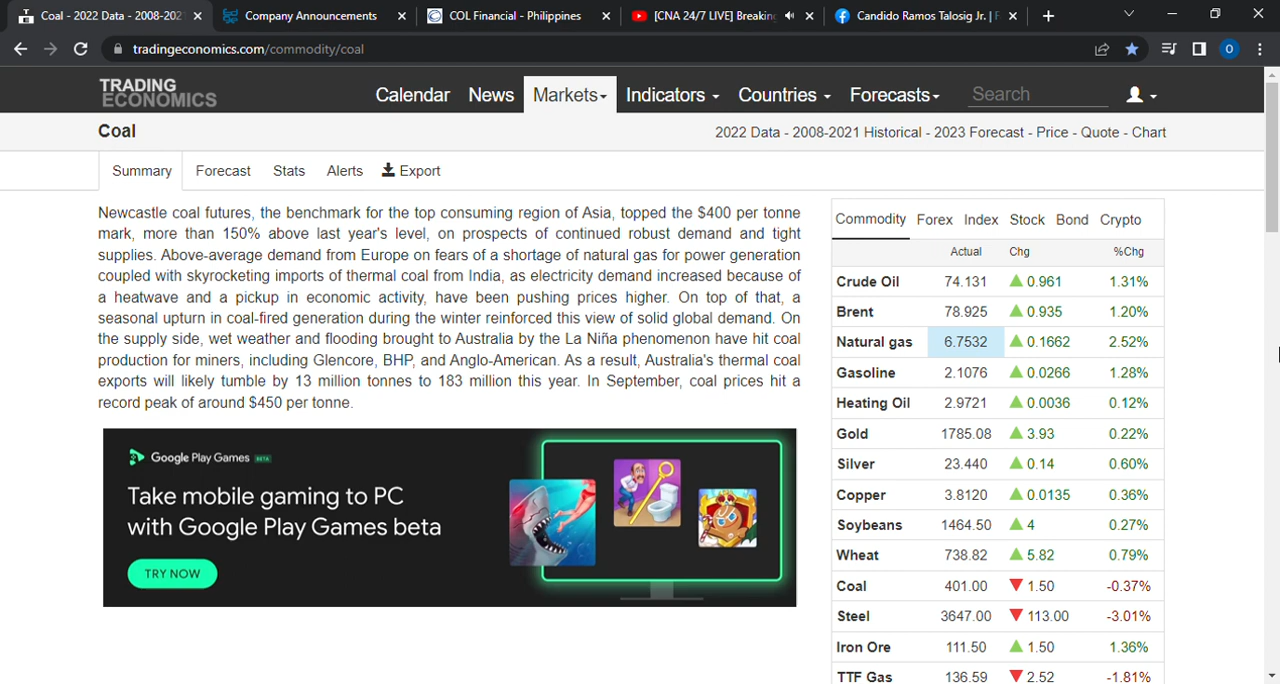 Coal - 2022 Data - 2008-202
Company Announcements
COL Financial - Philippines
[CNA 24/7 LIVE] Breaking
Candido Ramos Talosig Jr. | F
tradingeconomics.com/commodity/coal
O
TRADING
ECONOMICS
Calendar News Markets Indicators Countries Forecasts Search
Coal
2022 Data - 2008-2021 Historical - 2023 Forecast - Price - Quote - Chart
Summary Forecast Stats Alerts Export
Newcastle coal futures, the benchmark for the top consuming region of Asia, topped the $400 per tonne
mark, more than 150% above last year's level, on prospects of continued robust demand and tight
supplies. Above-average demand from Europe on fears of a shortage of natural gas for power generation
coupled with skyrocketing imports of thermal coal from India, as electricity demand increased because of
a heatwave and a pickup in economic activity, have been pushing prices higher. On top of that, a
seasonal upturn in coal-fired generation during the winter reinforced this view of solid global demand. On
the supply side, wet weather and flooding brought to Australia by the La Niña phenomenon have hit coal
production for miners, including Glencore, BHP, and Anglo-American. As a result, Australia's thermal coal
exports will likely tumble by 13 million tonnes to 183 million this year. In September, coal prices hit a
record peak of around $450 per tonne.
Google Play Games BETA
Take mobile gaming to PC
with Google Play Games beta
TRY NOW
Commodity Forex Index Stock Bond Crypto
Actual Chg %Chg
Crude Oil 74.131 0.961 1.31%
Brent 78.925 0.935 1.20%
Natural gas 6.7532 0.1662 2.52%
Gasoline 2.1076 0.0266 1.28%
Heating Oil 2.9721 0.0036 0.12%
Gold 1785.08 3.93 0.22%
Silver 23.440 0.14 0.60%
Copper 3.8120 0.0135 0.36%
Soybeans 1464.50 4 0.27%
Wheat 738.82 5.82 0.79%
Coal 401.00 1.50 -0.37%
Steel 3647.00 113.00 -3.01%
Iron Ore 111.50 1.50 1.36%
TTF Gas 136.59 2.52 -1.81%